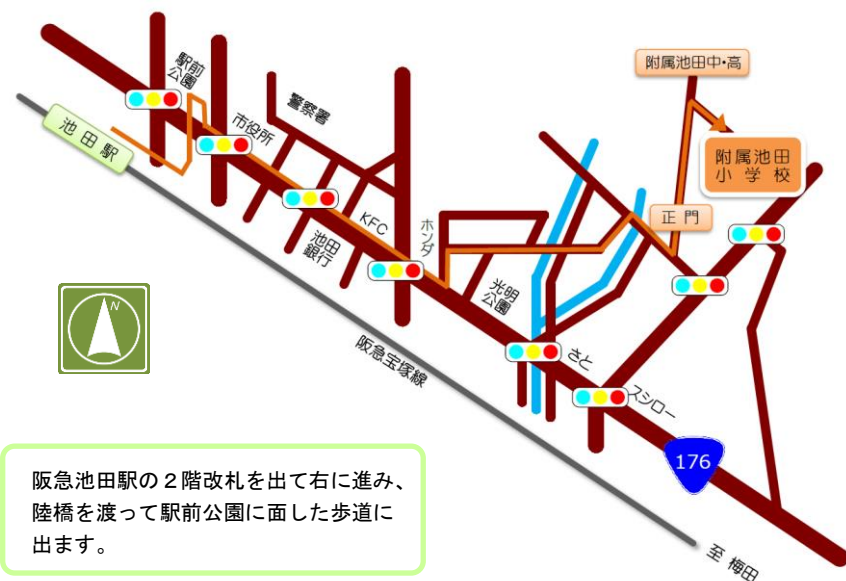 駅前
公園
池田駅
市役所
警察署
KFC
池田
銀行
ホンダ
光明
公園
附属池田中・高
附属池田
小学校
正門
さと
スシロー
阪急宝塚線
N
176
至 梅田
阪急池田駅の2階改札を出て右に進み、
陸橋を渡って駅前公園に面した歩道に
出ます。